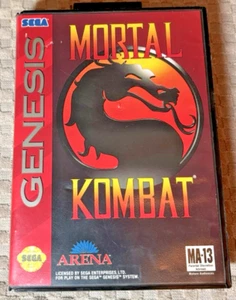 SEGA
MORTAL
GENESIS
KOMBAT
SEGA
ARENA
LICENSED BY SEGA ENTERPRISES, LTD.
FOR PLAY ON THE SEGA™ GENESIS™ SYSTEM.
MA-13